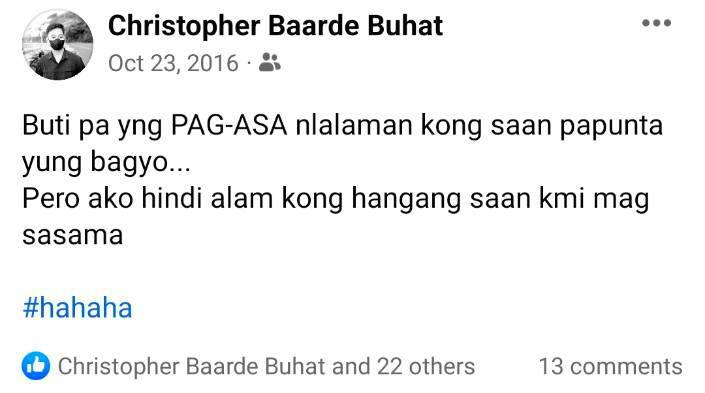 Christopher Baarde Buhat
Oct 23, 2016 ·
Buti pa yng PAG-ASA nlalaman kong saan papunta
yung bagyo...
Pero ako hindi alam kong hangang saan kmi mag
sasama
#hahaha
Christopher Baarde Buhat and 22 others 13 comments